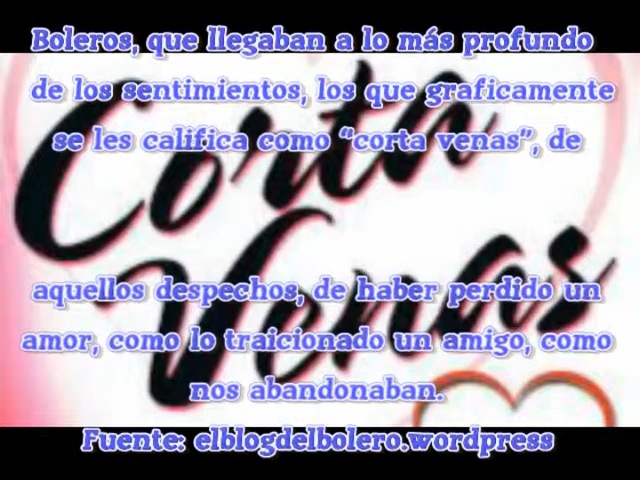 Boleros, que llegaban a lo más profundo
de los sentimientos, los que graficamente
se les califica como “corta venas”, de
Corta
Venas
aquellos despechos, de haber perdido un
amor, como lo traicionado un amigo, como
nos abandonaban.
Fuente: elblogdelbolero.wordpress